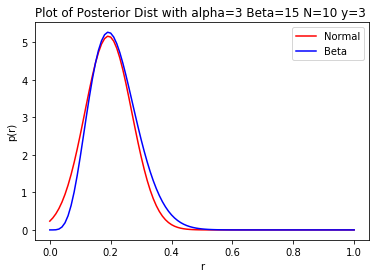 Plot of Posterior Dist with alpha=3 Beta=15 N=10 y=3
Normal
Beta
p(r)
5
4
3
2
1
0
0.0 0.2 0.4 0.6 0.8 1.0
r